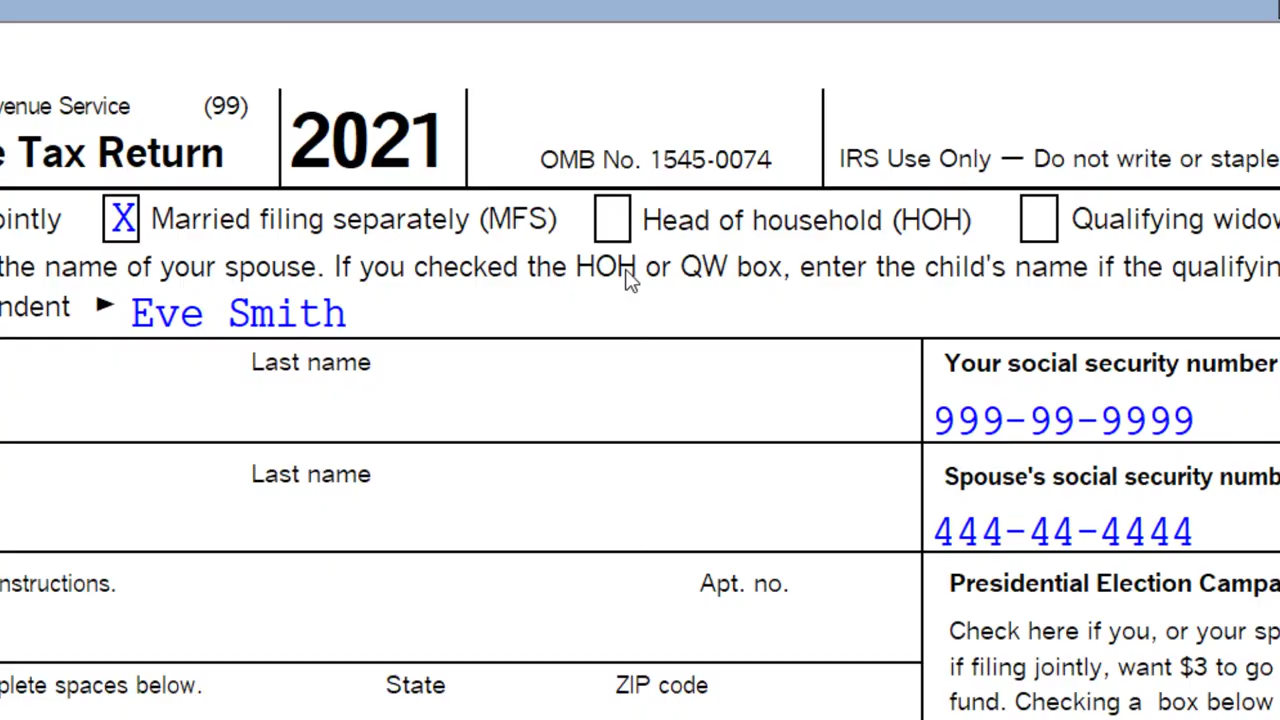 venue Service (99)
e Tax Return 2021 OMB No. 1545-0074 IRS Use Only — Do not write or staple
ointly X Married filing separately (MFS) Head of household (HOH) Qualifying widow
the name of your spouse. If you checked the HOH or QW box, enter the child's name if the qualifyin
ndent ► Eve Smith
Last name Your social security number
999-99-9999
Last name Spouse's social security numb
444-44-4444
nstructions. Apt. no. Presidential Election Campa
Check here if you, or your sp
if filing jointly, want $3 to go
plete spaces below. State ZIP code
fund. Checking a box below